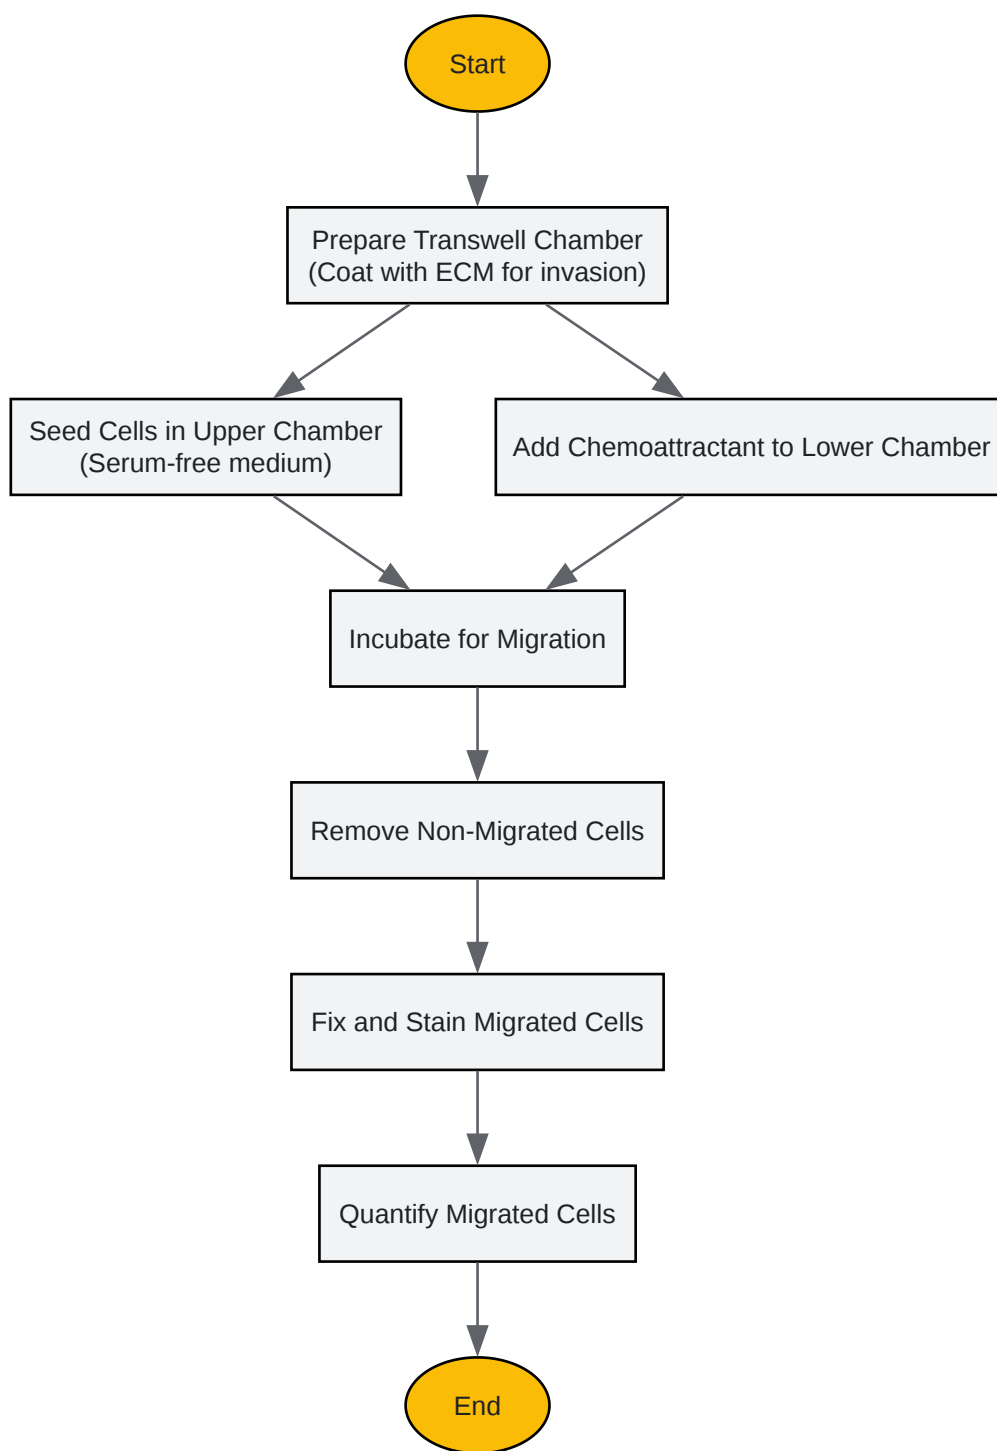 Start
Prepare Transwell Chamber
(Coat with ECM for invasion)
Seed Cells in Upper Chamber
(Serum-free medium)
Add Chemoattractant to Lower Chamber
Incubate for Migration
Remove Non-Migrated Cells
Fix and Stain Migrated Cells
Quantify Migrated Cells
End